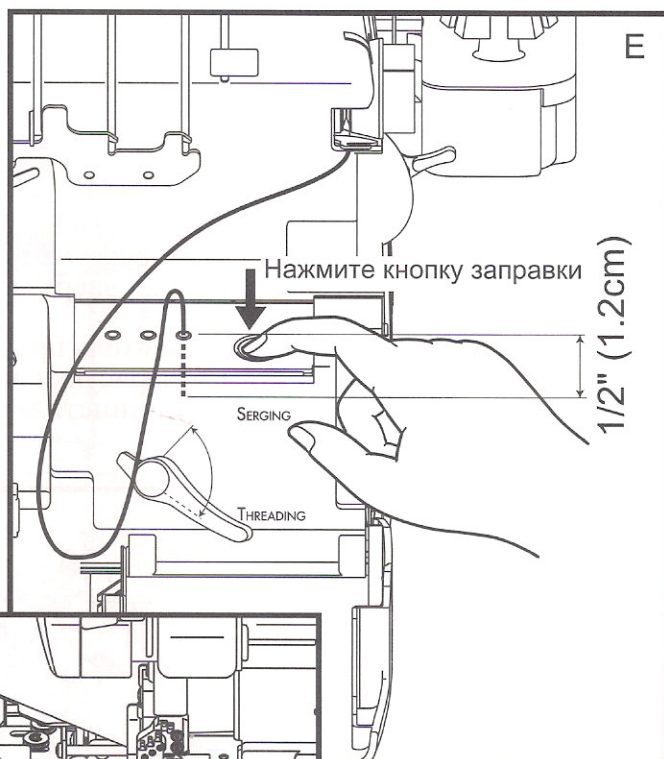 E
Нажмите кнопку заправки
1/2" (1.2cm)
SERGING
THREADING